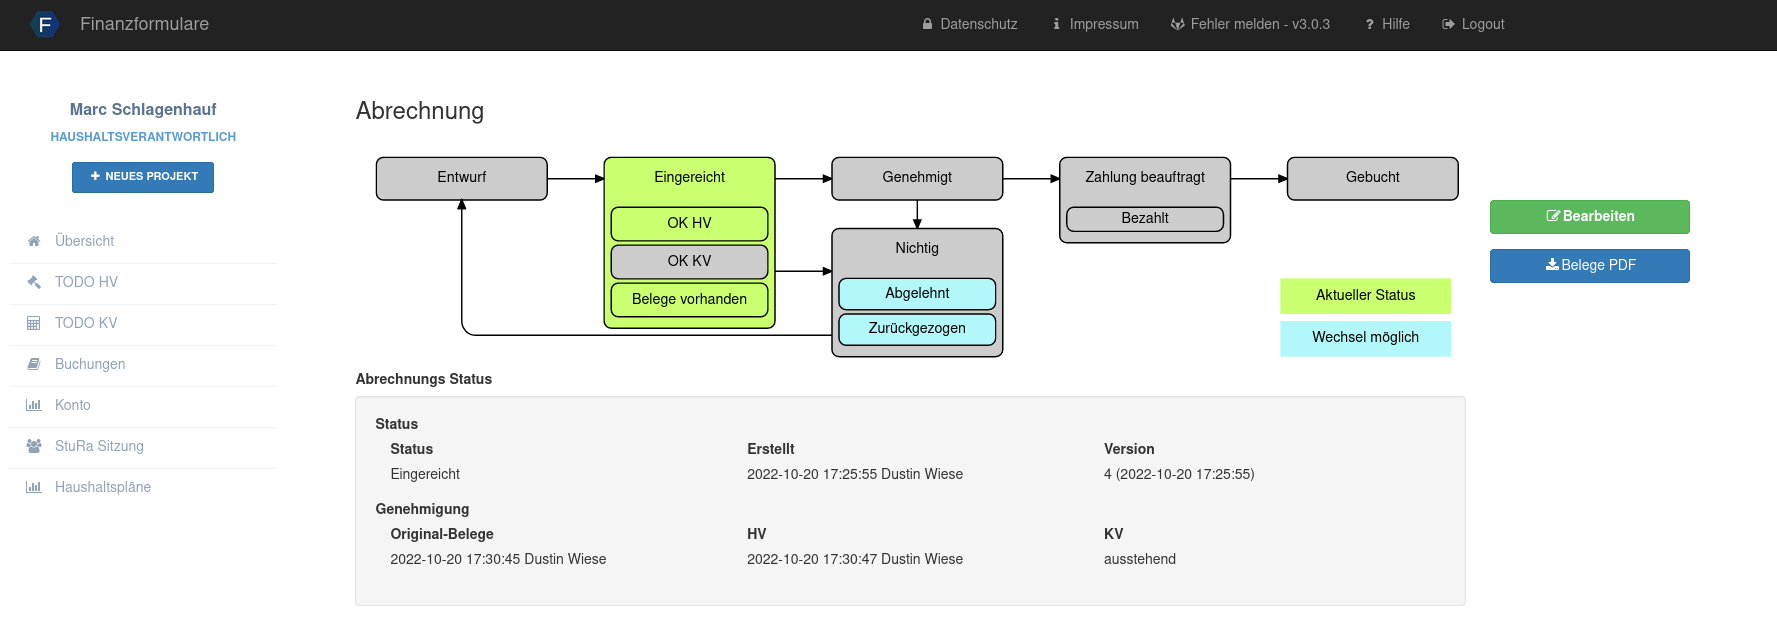 F Finanzformulare Datenschutz Impressum Fehler melden - v3.0.3 Hilfe Logout
Marc Schlagenhauf
HAUSHALTSVERANTWORTLICH
NEUES PROJEKT
Übersicht
TODO HV
TODO KV
Buchungen
Konto
StuRa Sitzung
Haushaltspläne
Abrechnung
Entwurf
Eingereicht
OK HV
OK KV
Belege vorhanden
Genehmigt
Nichtig
Abgelehnt
Zurückgezogen
Zahlung beauftragt
Bezahlt
Gebucht
Aktueller Status
Wechsel möglich
Bearbeiten
Belege PDF
Abrechnungs Status
Status
Status Erstellt Version
Eingereicht 2022-10-20 17:25:55 Dustin Wiese 4 (2022-10-20 17:25:55)
Genehmigung
Original-Belege HV KV
2022-10-20 17:30:45 Dustin Wiese 2022-10-20 17:30:47 Dustin Wiese ausstehend